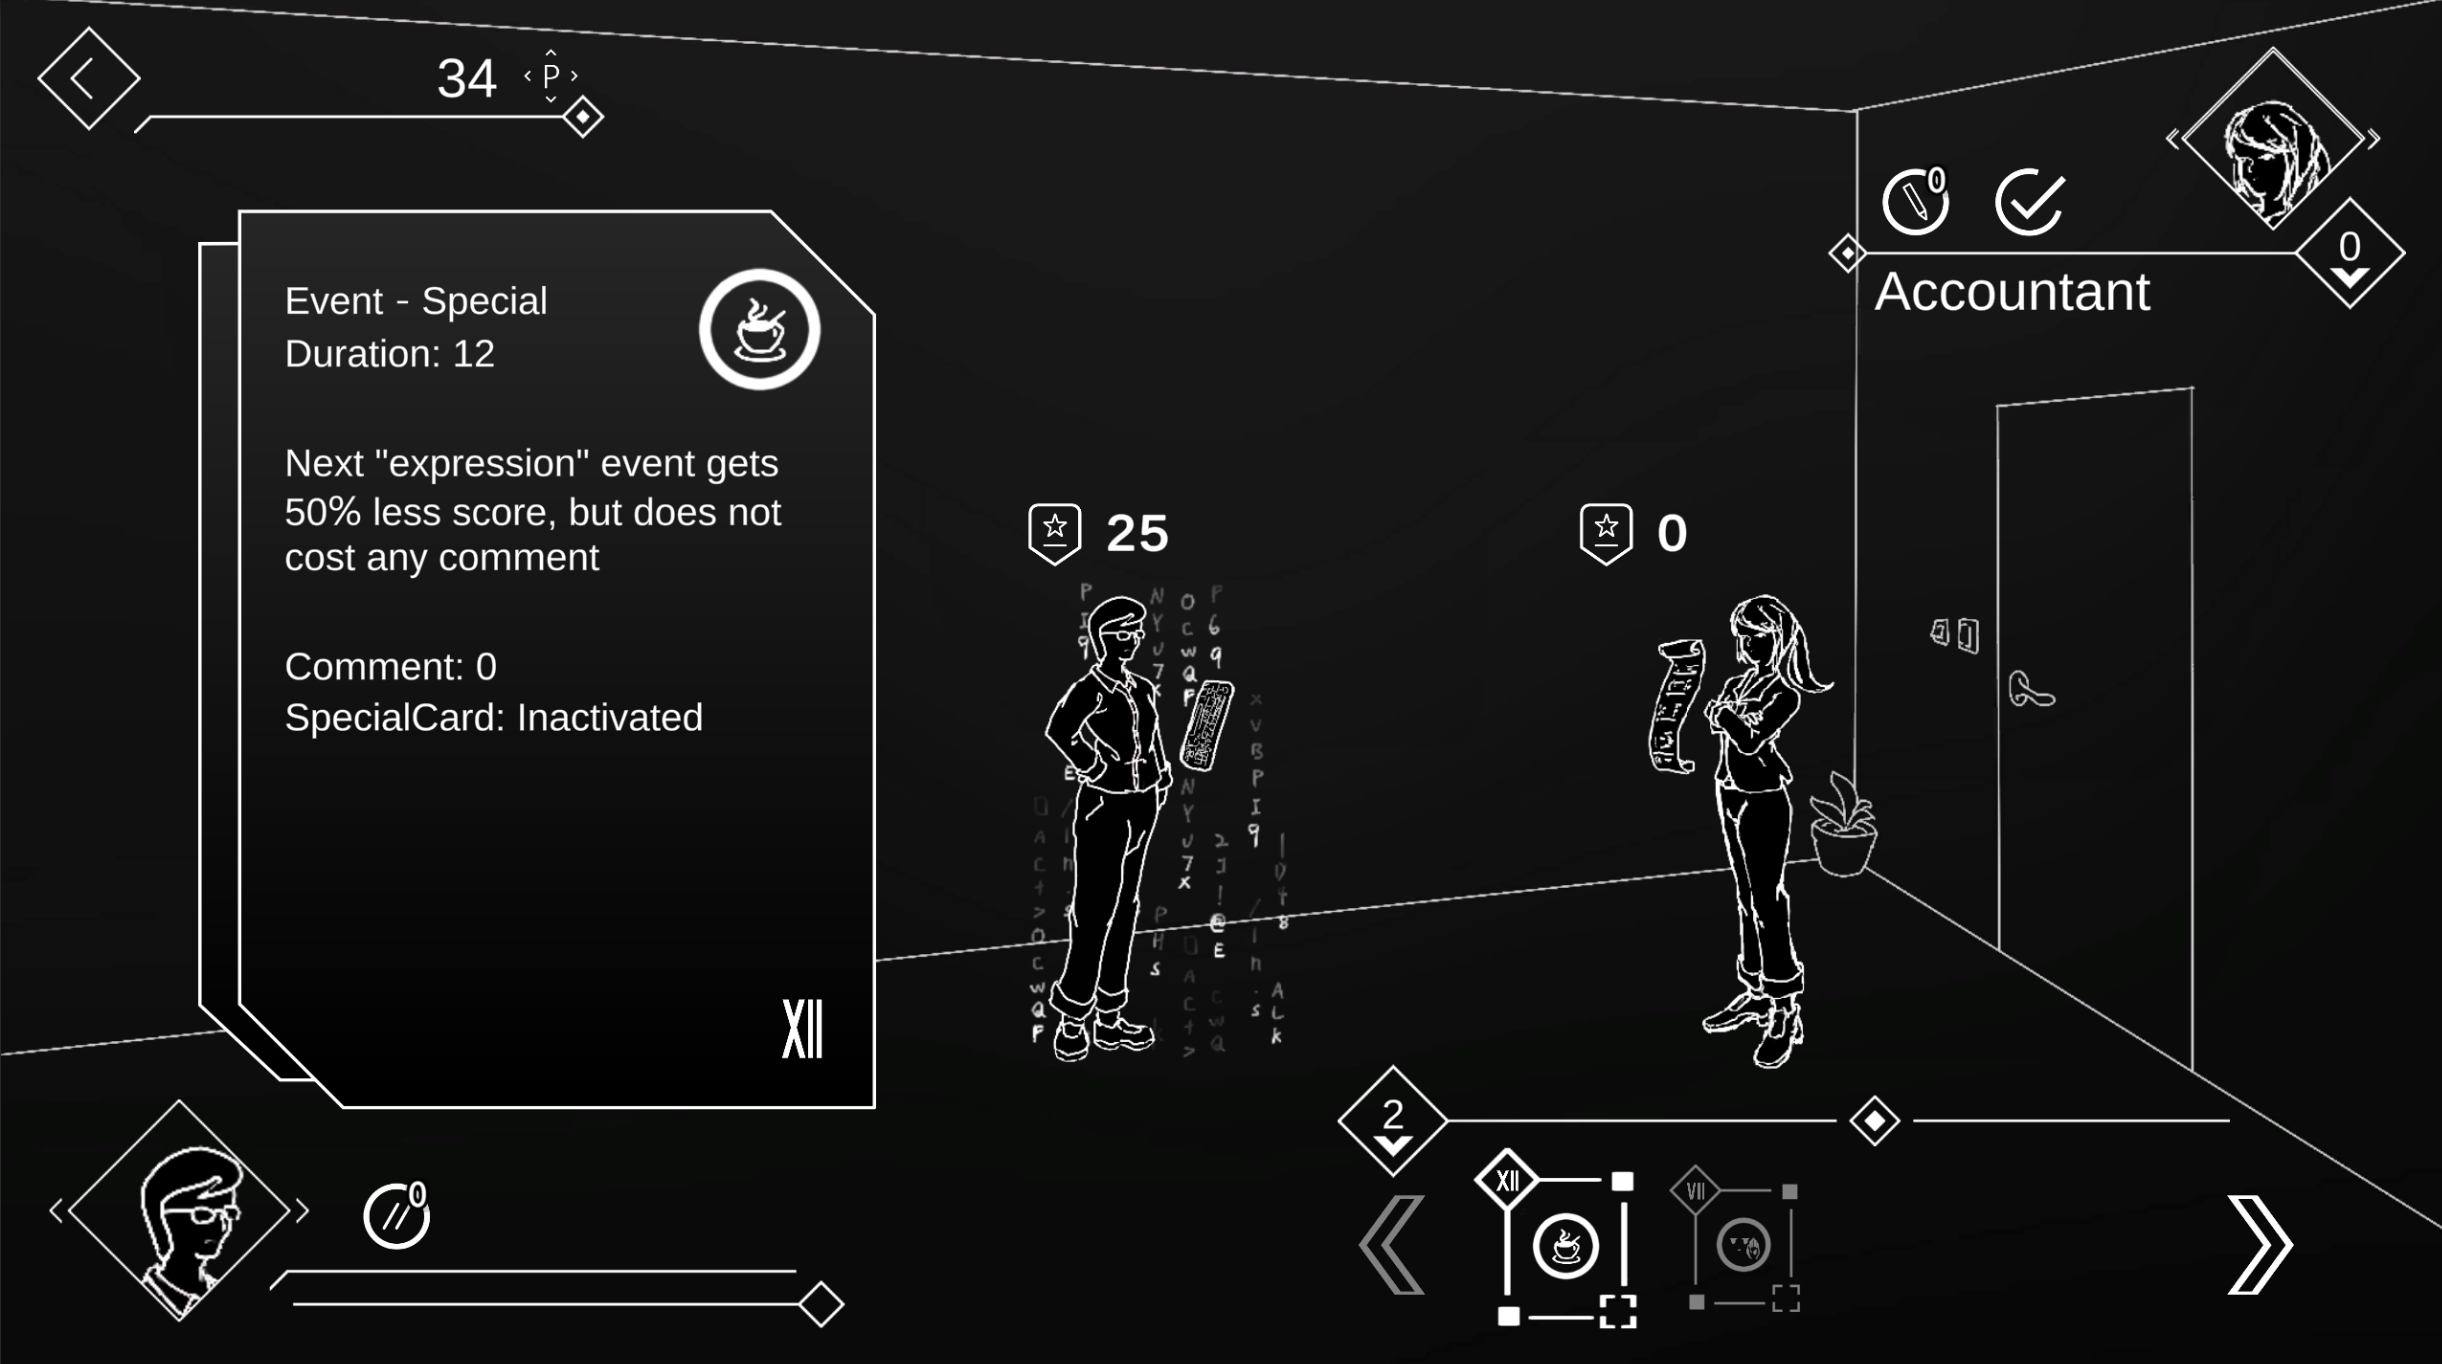 34 P
0
0
Accountant
Event - Special
Duration: 12
Next "expression" event gets
50% less score, but does not
cost any comment
Comment: 0
SpecialCard: Inactivated
XII
25
0
2
XII
VII
0